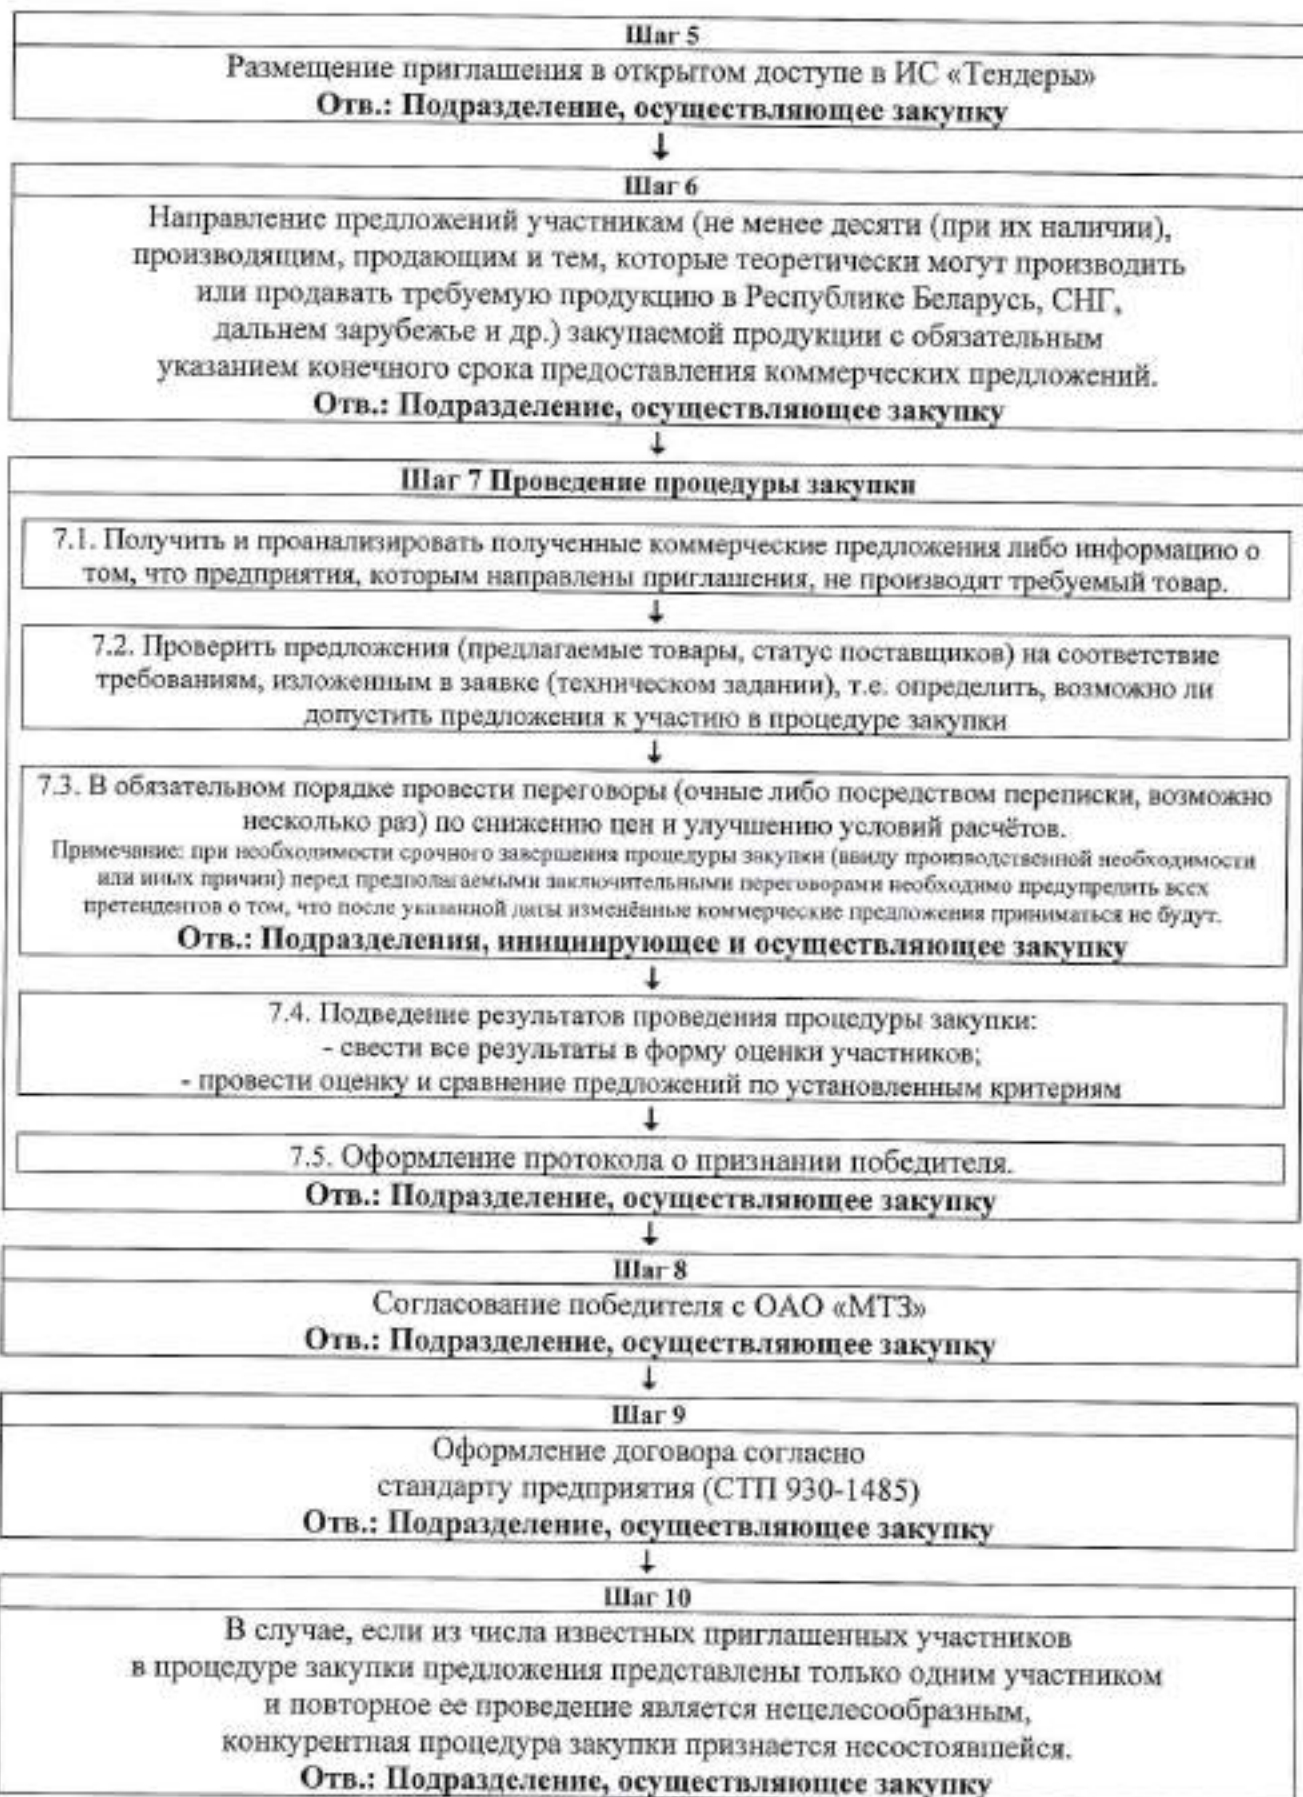 Шаг 5
Размещение приглашения в открытом доступе в ИС «Тендеры»
Отв.: Подразделение, осуществляющее закупку
↓
Шаг 6
Направление предложений участникам (не менее десяти (при их наличии),
производящим, продающим и тем, которые теоретически могут производить
или продавать требуемую продукцию в Республике Беларусь, СНГ,
дальнем зарубежье и др.) закупаемой продукции с обязательным
указанием конечного срока предоставления коммерческих предложений.
Отв.: Подразделение, осуществляющее закупку
↓
Шаг 7 Проведение процедуры закупки
7.1. Получить и проанализировать полученные коммерческие предложения либо информацию о
том, что предприятия, которым направлены приглашения, не производят требуемый товар.
↓
7.2. Проверить предложения (предлагаемые товары, статус поставщиков) на соответствие
требованиям, изложенным в заявке (техническом задании), т.е. определить, возможно ли
допустить предложения к участию в процедуре закупки
↓
7.3. В обязательном порядке провести переговоры (очные либо посредством переписки, возможно
несколько раз) по снижению цен и улучшению условий расчётов.
Примечание: при необходимости срочного завершения процедуры закупки (ввиду производственной необходимости
или иных причин) перед предполагаемыми заключительными переговорами необходимо предупредить всех
претендентов о том, что после указанной даты изменённые коммерческие предложения приниматься не будут.
Отв.: Подразделения, инициирующее и осуществляющее закупку
↓
7.4. Подведение результатов проведения процедуры закупки:
- свести все результаты в форму оценки участников;
- провести оценку и сравнение предложений по установленным критериям
↓
7.5. Оформление протокола о признании победителя.
Отв.: Подразделение, осуществляющее закупку
↓
Шаг 8
Согласование победителя с ОАО «МТЗ»
Отв.: Подразделение, осуществляющее закупку
↓
Шаг 9
Оформление договора согласно
стандарту предприятия (СТП 930-1485)
Отв.: Подразделение, осуществляющее закупку
↓
Шаг 10
В случае, если из числа известных приглашенных участников
в процедуре закупки предложения представлены только одним участником
и повторное ее проведение является нецелесообразным,
конкурентная процедура закупки признается несостоявшейся.
Отв.: Подразделение, осуществляющее закупку